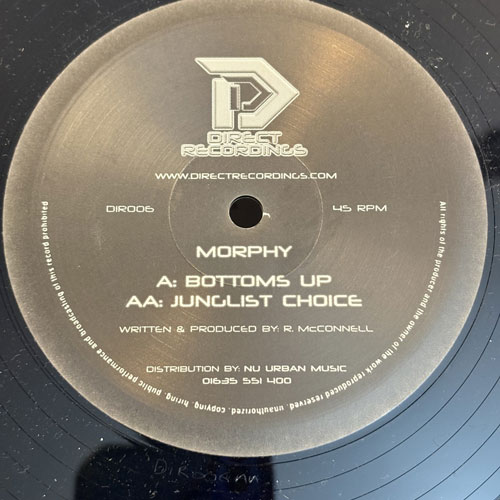 DIRECT
RECORDINGS
WWW.DIRECTRECORDINGS.COM
DIR006
45 RPM
MORPHY
A: BOTTOMS UP
AA: JUNGLIST CHOICE
WRITTEN & PRODUCED BY: R. McCONNELL
DISTRIBUTION BY: NU URBAN MUSIC
01635 551 400
All rights of the producer and the owner of the work reproduced reserved. unauthorized. copying. hiring. public performance and broadcasting of this record prohibited